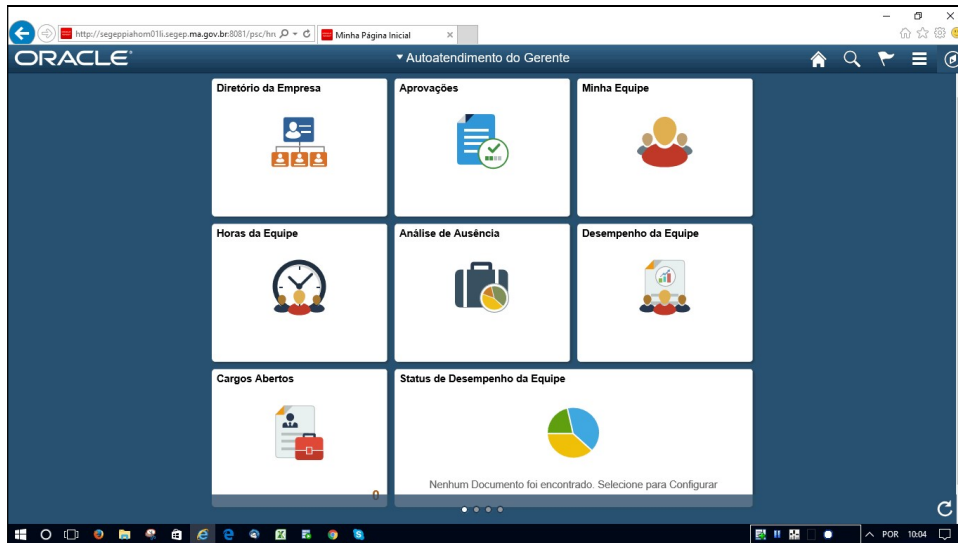 http://segeppiahom01li.segep.ma.gov.br:8081/psc/hn
Minha Página Inicial
ORACLE
Autoatendimento do Gerente
Diretório da Empresa
Aprovações
Minha Equipe
Horas da Equipe
Análise de Ausência
Desempenho da Equipe
Cargos Abertos
Status de Desempenho da Equipe
0
Nenhum Documento foi encontrado. Selecione para Configurar
POR 10:04